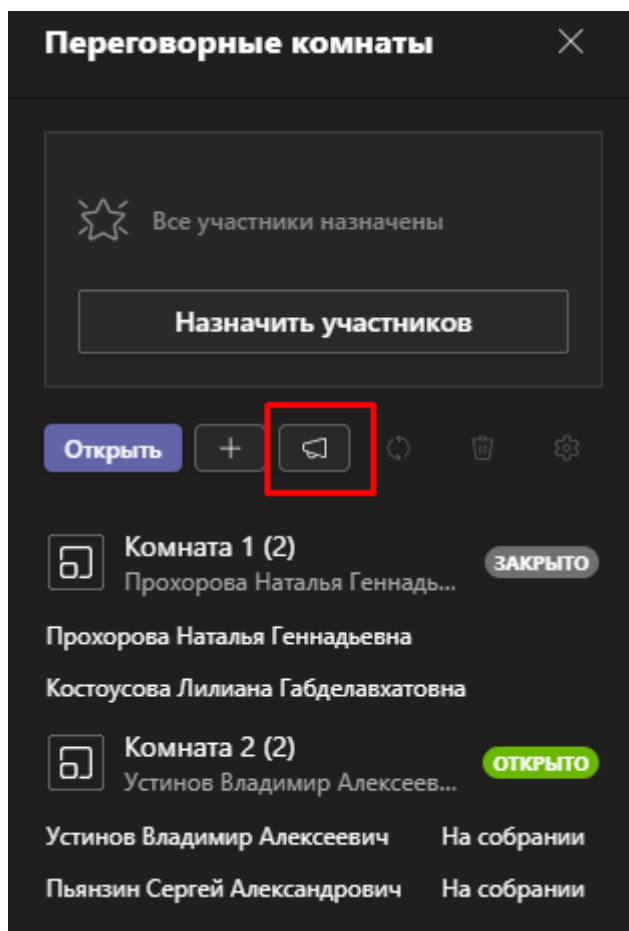 Переговорные комнаты
Все участники назначены
Назначить участников
Открыть
Комната 1 (2)
ЗАКРЫТО
Прохорова Наталья Геннадь...
Прохорова Наталья Геннадьевна
Костоусова Лилиана Габделавхатовна
Комната 2 (2)
ОТКРЫТО
Устинов Владимир Алексеев...
Устинов Владимир Алексеевич На собрании
Пьянзин Сергей Александрович На собрании